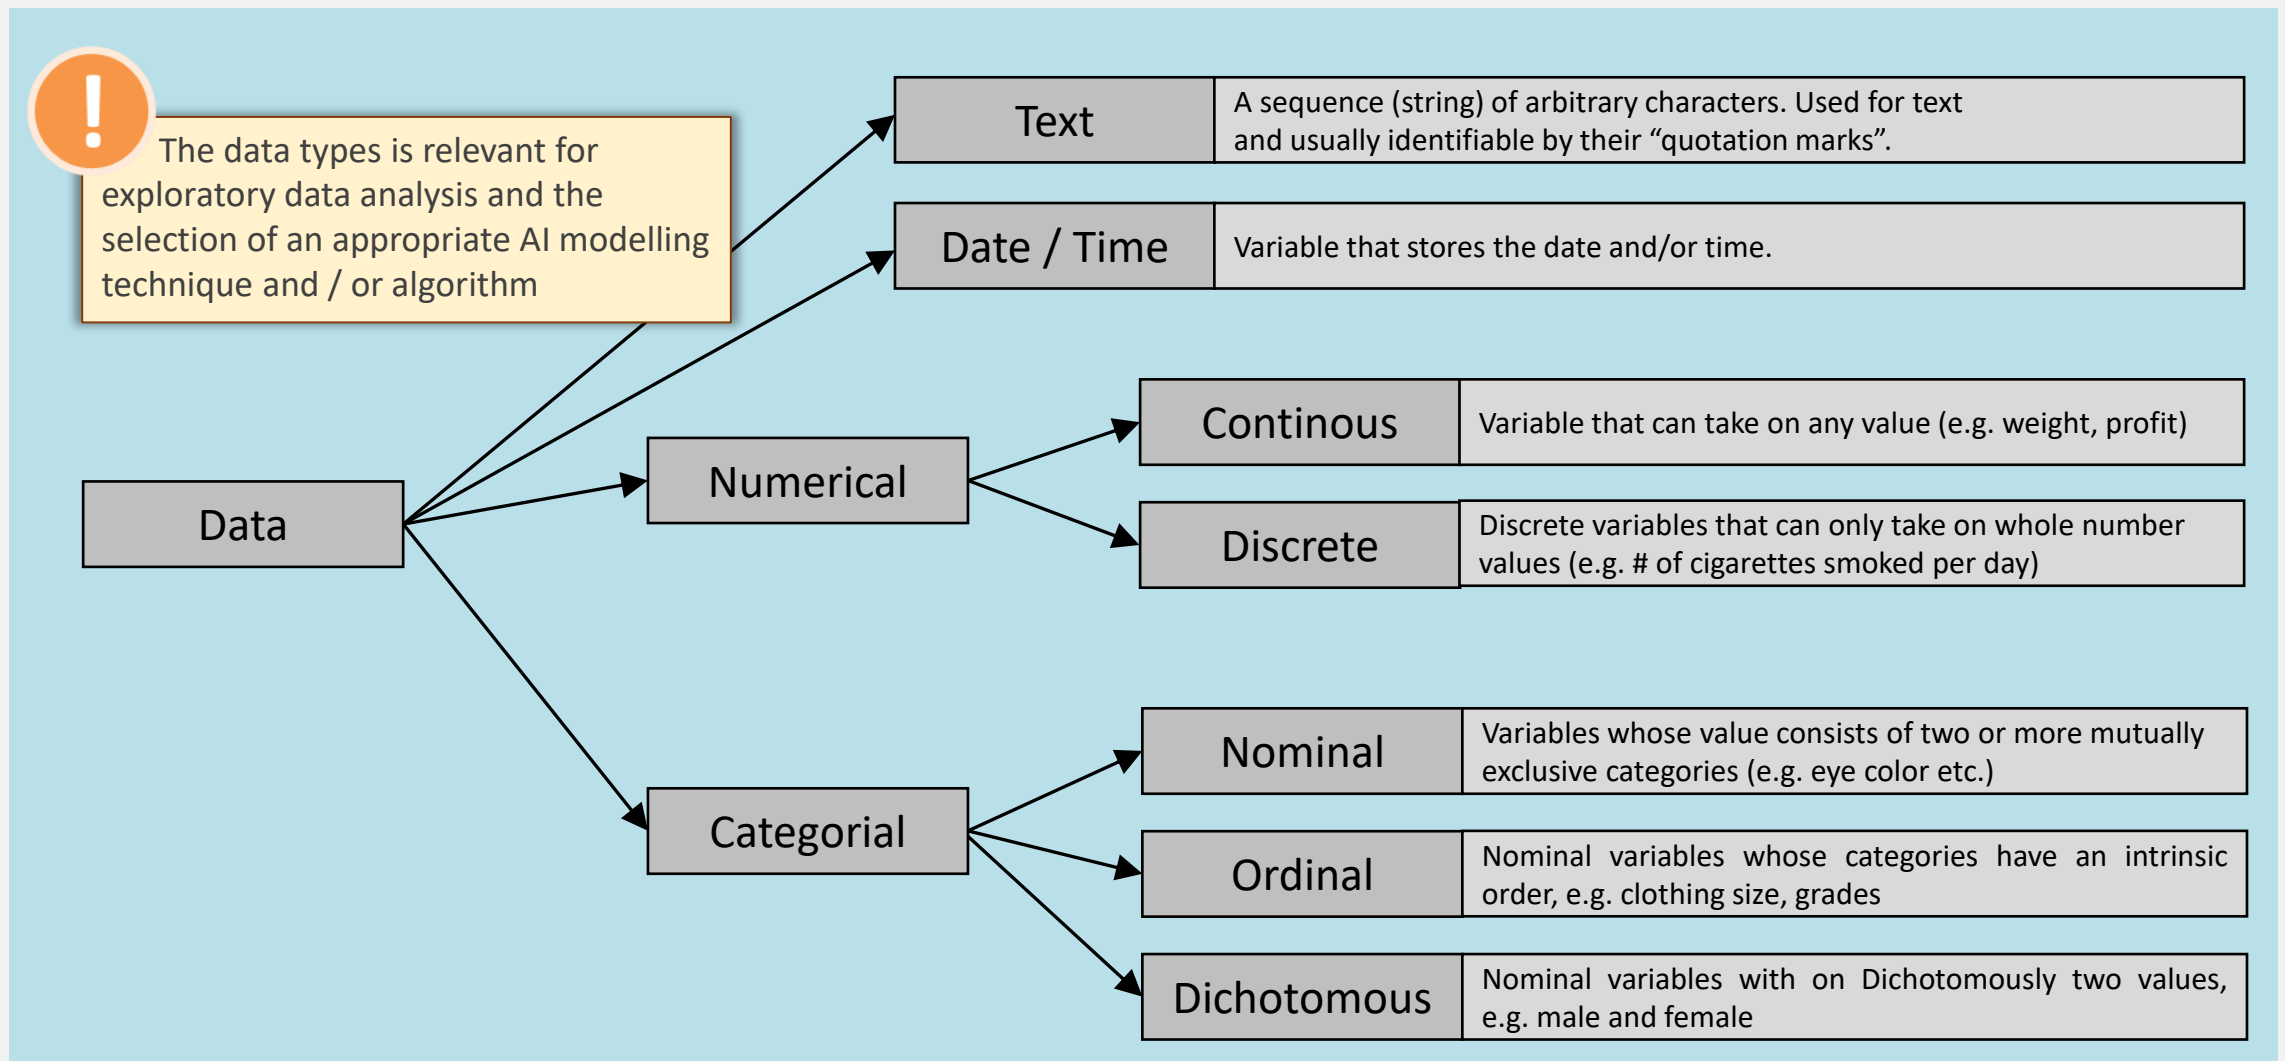 !
The data types is relevant for
exploratory data analysis and the
selection of an appropriate AI modelling
technique and / or algorithm
Text
A sequence (string) of arbitrary characters. Used for text
and usually identifiable by their “quotation marks”.
Date / Time
Variable that stores the date and/or time.
Data
Numerical
Continous
Variable that can take on any value (e.g. weight, profit)
Discrete
Discrete variables that can only take on whole number
values (e.g. # of cigarettes smoked per day)
Categorial
Nominal
Variables whose value consists of two or more mutually
exclusive categories (e.g. eye color etc.)
Ordinal
Nominal variables whose categories have an intrinsic
order, e.g. clothing size, grades
Dichotomous
Nominal variables with on Dichotomously two values,
e.g. male and female